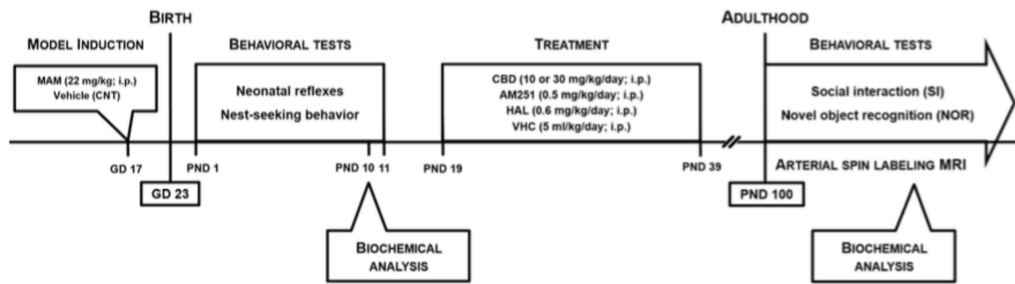 BIRTH
ADULTHOOD
MODEL INDUCTION
BEHAVIORAL TESTS
TREATMENT
BEHAVIORAL TESTS
MAM (22 mg/kg; i.p.)
Vehicle (CNT)
Neonatal reflexes
Nest-seeking behavior
CBD (10 or 30 mg/kg/day; i.p.)
AM251 (0.5 mg/kg/day; i.p.)
HAL (0.6 mg/kg/day; i.p.)
VHC (5 ml/kg/day; i.p.)
Social interaction (SI)
Novel object recognition (NOR)
GD 17
PND 1
PND 10 11
PND 19
PND 39
ARTERIAL SPIN LABELING MRI
GD 23
PND 100
BIOCHEMICAL
ANALYSIS
BIOCHEMICAL
ANALYSIS